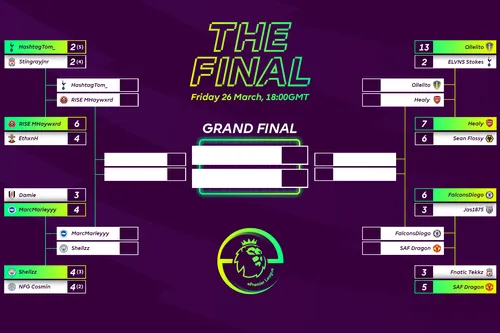 THE
FINAL
Friday 26 March, 18:00GMT
GRAND FINAL
HashtagTom_ 2 (5)
Stingrayjnr 2 (4)
HashtagTom_
RISE MHaywxrd
RISE MHaywxrd 6
EthxnH 4
Damie 3
MarcMarleyyy 4
MarcMarleyyy
Shellzz
Shellzz 4 (3)
NFG Cosmin 4 (2)
13 Olleito
2 ELVNS Stokes
Olleito
Healy
7 Healy
6 Sean Flossy
6 FalconsDiogo
3 Jas1875
FalconsDiogo
SAF Dragon
3 Fnatic Tekkz
5 SAF Dragon
ePremier League